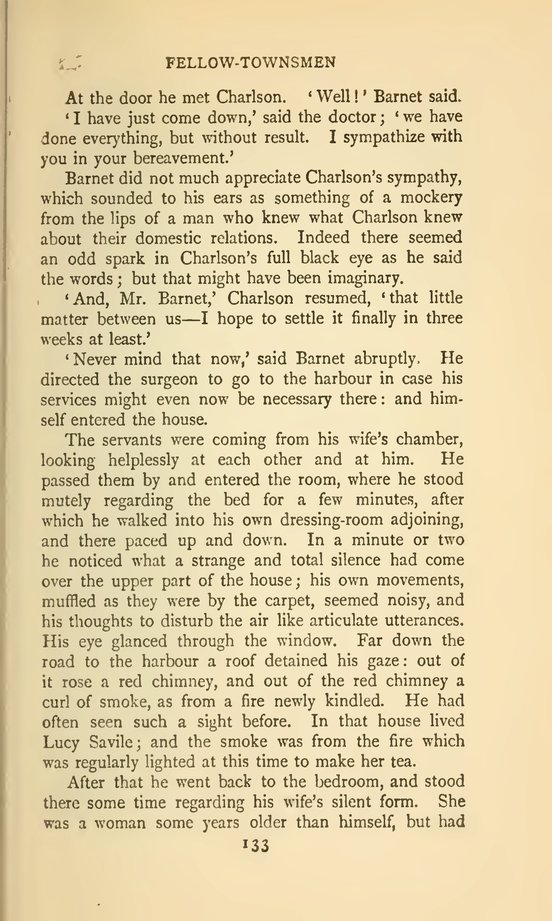 FELLOW-TOWNSMEN
At the door he met Charlson. ‘Well!’ Barnet said.
‘I have just come down,’ said the doctor; ‘we have
done everything, but without result. I sympathize with
you in your bereavement.’
Barnet did not much appreciate Charlson’s sympathy,
which sounded to his ears as something of a mockery
from the lips of a man who knew what Charlson knew
about their domestic relations. Indeed there seemed
an odd spark in Charlson’s full black eye as he said
the words; but that might have been imaginary.
‘And, Mr. Barnet,’ Charlson resumed, ‘that little
matter between us—I hope to settle it finally in three
weeks at least.’
‘Never mind that now,’ said Barnet abruptly. He
directed the surgeon to go to the harbour in case his
services might even now be necessary there: and him-
self entered the house.
The servants were coming from his wife’s chamber,
looking helplessly at each other and at him. He
passed them by and entered the room, where he stood
mutely regarding the bed for a few minutes, after
which he walked into his own dressing-room adjoining,
and there paced up and down. In a minute or two
he noticed what a strange and total silence had come
over the upper part of the house; his own movements,
muffled as they were by the carpet, seemed noisy, and
his thoughts to disturb the air like articulate utterances.
His eye glanced through the window. Far down the
road to the harbour a roof detained his gaze: out of
it rose a red chimney, and out of the red chimney a
curl of smoke, as from a fire newly kindled. He had
often seen such a sight before. In that house lived
Lucy Savile; and the smoke was from the fire which
was regularly lighted at this time to make her tea.
After that he went back to the bedroom, and stood
there some time regarding his wife’s silent form. She
was a woman some years older than himself, but had
133